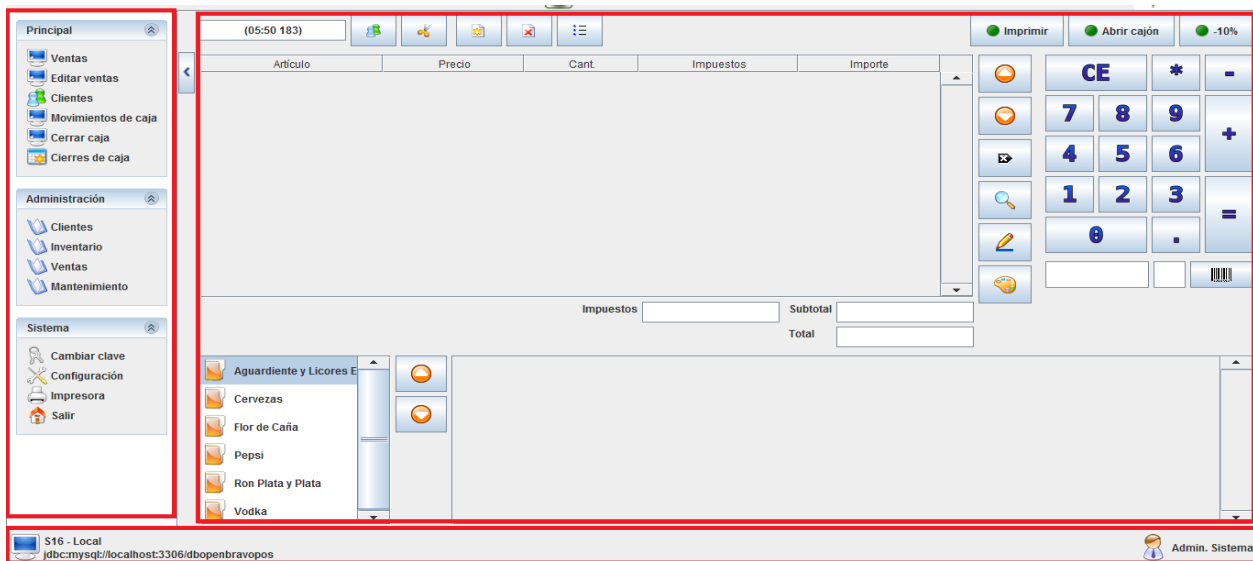 Principal
Ventas
Editar ventas
Clientes
Movimientos de caja
Cerrar caja
Cierres de caja
Administración
Clientes
Inventario
Ventas
Mantenimiento
Sistema
Cambiar clave
Configuración
Impresora
Salir
(05:50 183)
Imprimir
Abrir cajón
-10%
Artículo Precio Cant. Impuestos Importe
CE * -
7 8 9 +
4 5 6
1 2 3 =
0 .
Impuestos Subtotal
Total
Aguardiente y Licores E
Cervezas
Flor de Caña
Pepsi
Ron Plata y Plata
Vodka
S16 - Local
jdbc:mysql://localhost:3306/dbopenbravopos
Admin. Sistema